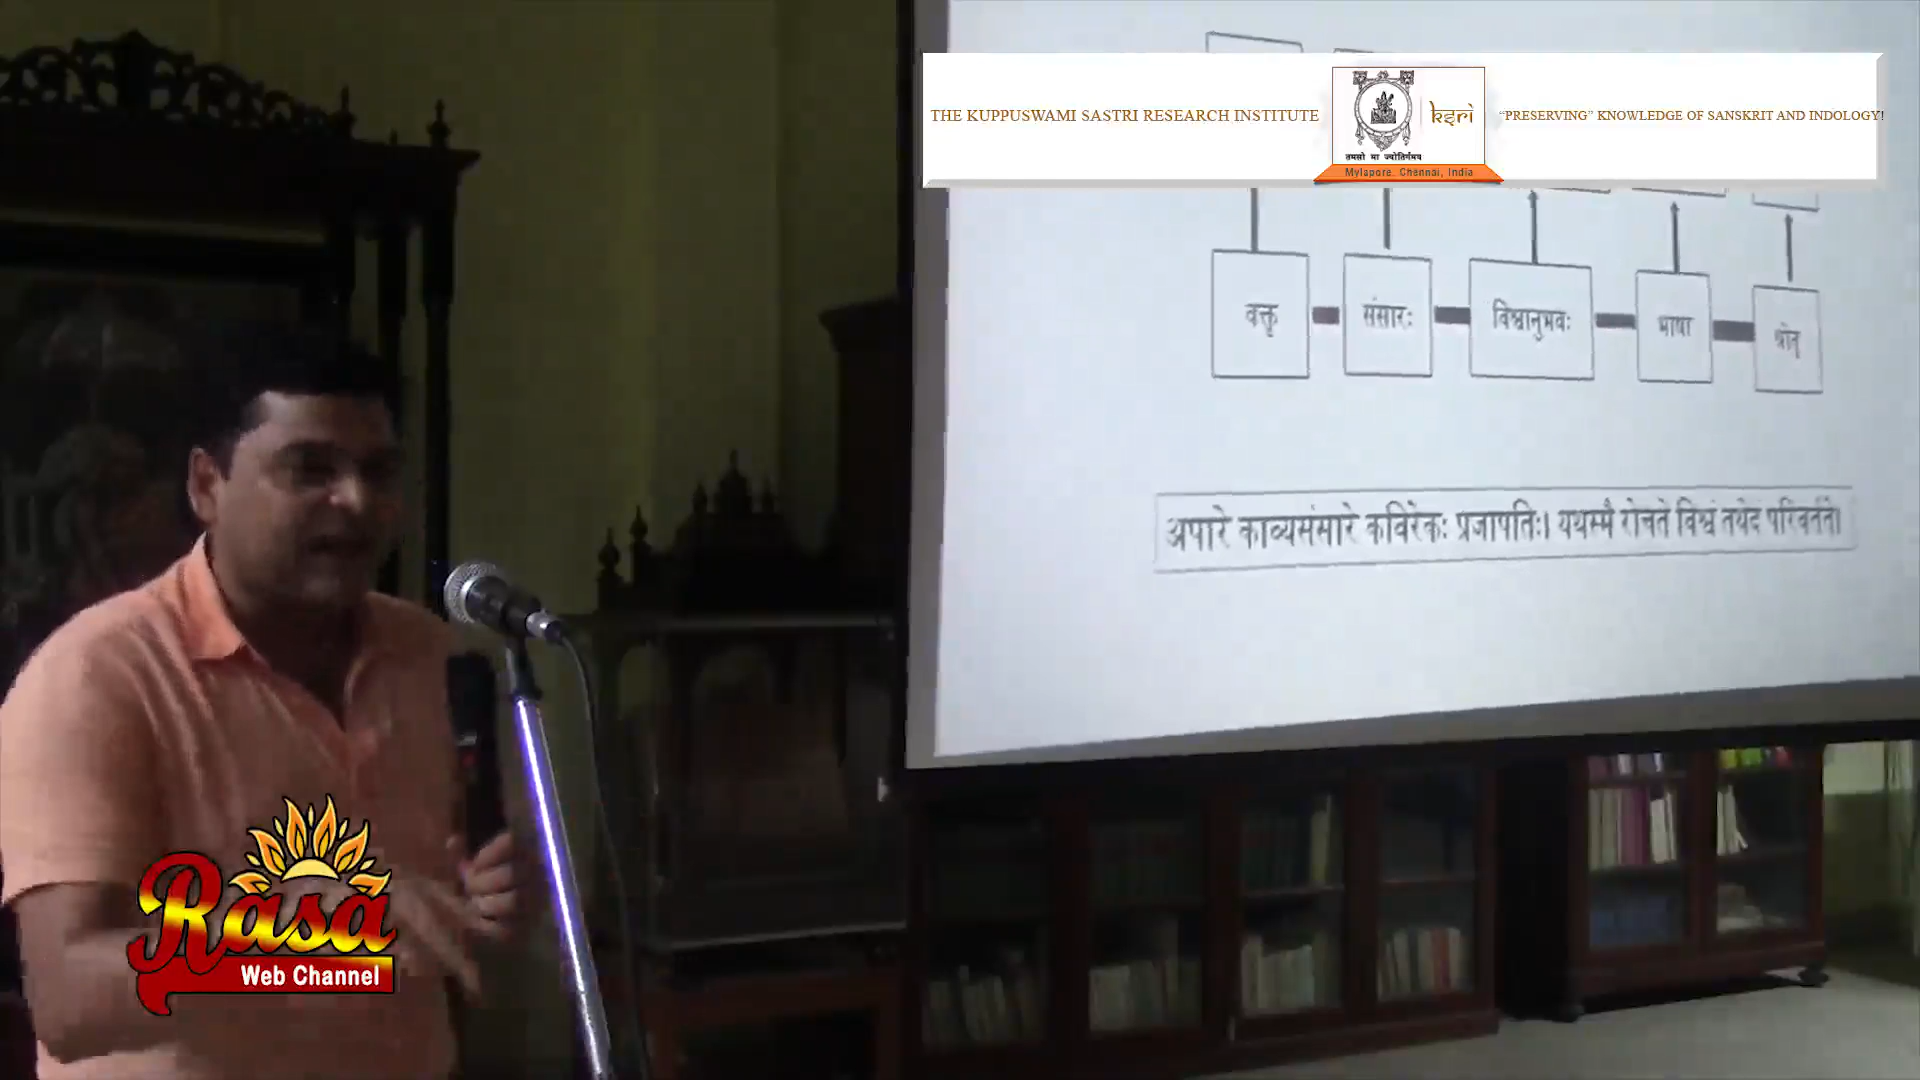 THE KUPPUSWAMI SASTRI RESEARCH INSTITUTE
ksri
“PRESERVING” KNOWLEDGE OF SANSKRIT AND INDOLOGY!
तमसो मा ज्योतिर्गमय
Mylapore, Chennai, India
वक्तृ
संसारः
विश्वानुभवः
भाषा
श्रोतृ
अपारे काव्यसंसारे कविरेकः प्रजापतिः। यथास्मै रोचते विश्वं तथेदं परिवर्तते।
Rasa
Web Channel